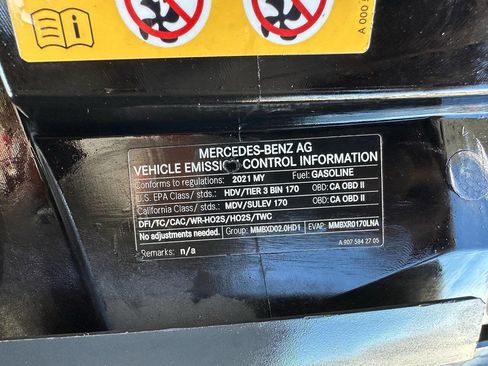 A 000
MERCEDES-BENZ AG
VEHICLE EMISSION CONTROL INFORMATION
Conforms to regulations: 2021 MY Fuel: GASOLINE
U.S. EPA Class/ stds.: HDV/TIER 3 BIN 170 OBD: CA OBD II
California Class/ stds.: MDV/SULEV 170 OBD: CA OBD II
DFI/TC/CAC/WR-HO2S/HO2S/TWC
No adjustments needed. Group: MMBXD02.0HD1 EVAP: MMBXR0170LNA
Remarks: n/a A 907 584 27 05